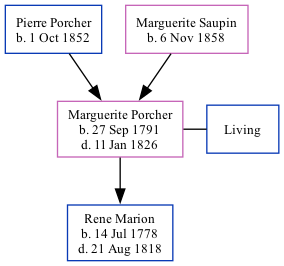 Pierre Porcher
b. 1 Oct 1852
Marguerite Saupin
b. 6 Nov 1858
Marguerite Porcher
b. 27 Sep 1791
d. 11 Jan 1826
Living
Rene Marion
b. 14 Jul 1778
d. 21 Aug 1818